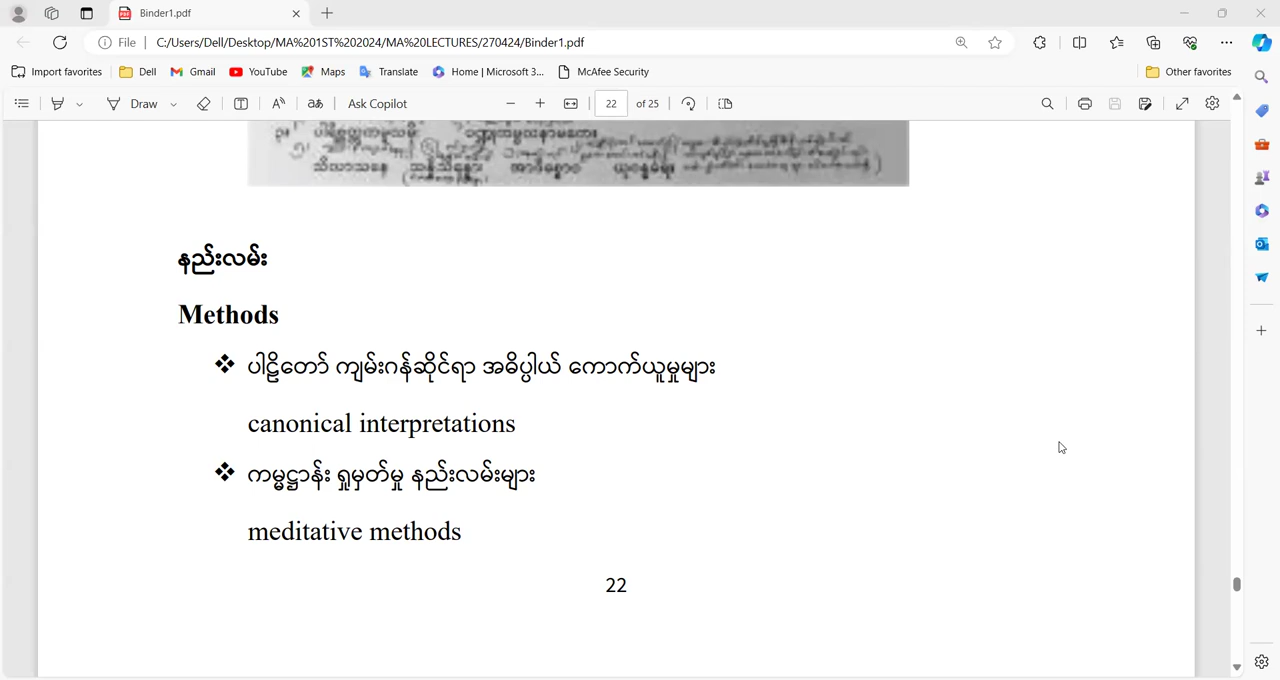 Binder1.pdf
File
C:/Users/Dell/Desktop/MA%201ST%202024/MA%20LECTURES/270424/Binder1.pdf
Import favorites Dell Gmail YouTube Maps Translate Home | Microsoft 3... McAfee Security Other favorites
Draw Ask Copilot 22 of 25
သိလာသနေ
နည်းလမ်း
Methods
❖ ပါဠိတော် ကျမ်းဂန်ဆိုင်ရာ အဓိပ္ပါယ် ကောက်ယူမှုများ
canonical interpretations
❖ ကမ္မဋ္ဌာန်း ရှုမှတ်မှု နည်းလမ်းများ
meditative methods
22